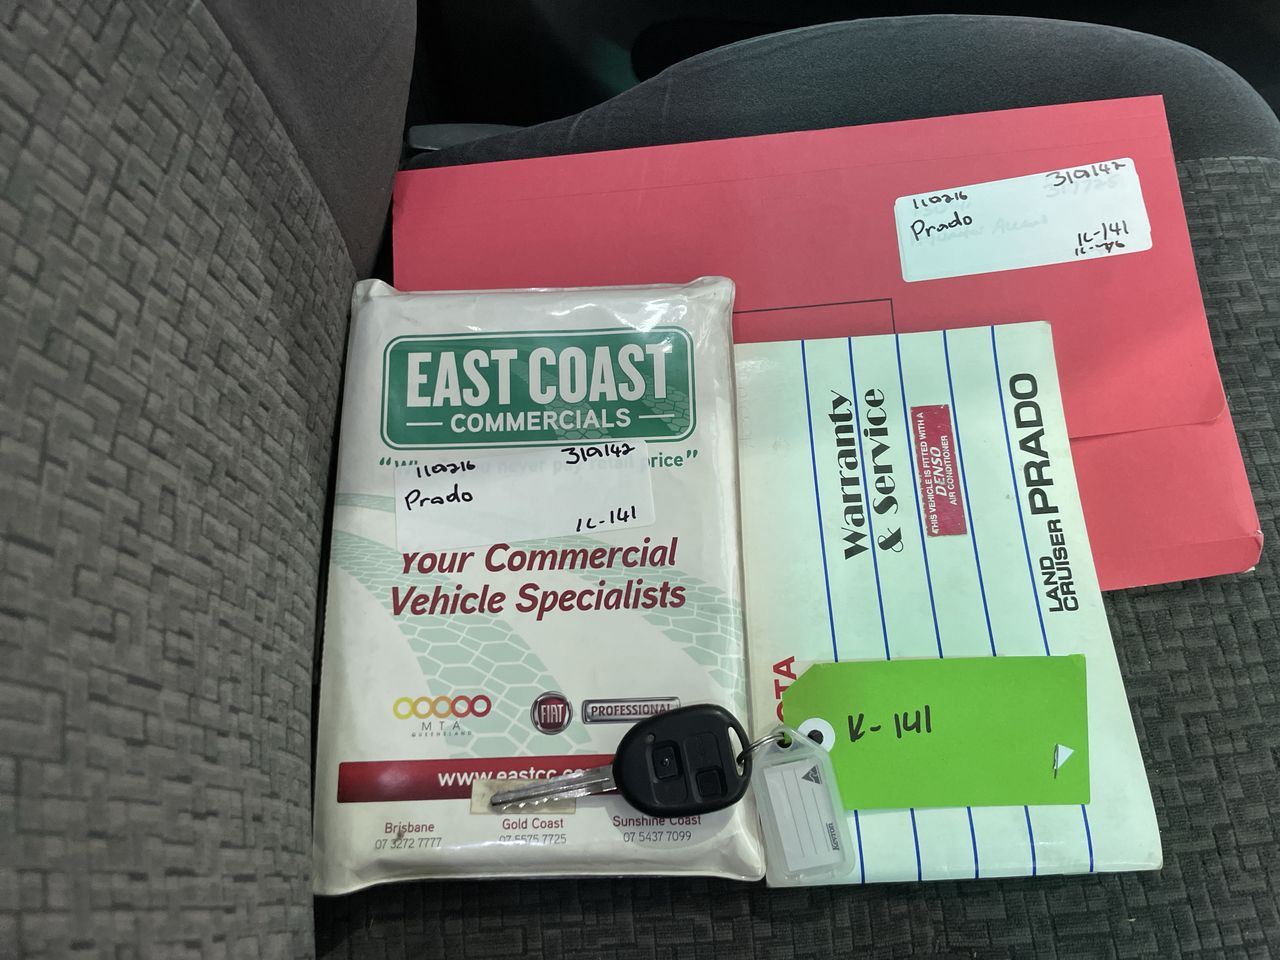 110216 319142
Prado
K-141
EAST COAST
COMMERCIALS
price”
110216 319142
Prado
K-141
Your Commercial
Vehicle Specialists
MTA
QUEENSLAND
FIAT PROFESSIONAL
www.eastcc.co
Brisbane
07 3272 7777
Gold Coast
07 5575 7725
Sunshine Coast
07 5437 7099
Warranty
& Service
THIS VEHICLE IS FITTED WITH A
DENSO
AIR CONDITIONER
LAND
CRUISER PRADO
OTA
K-141
Kevron